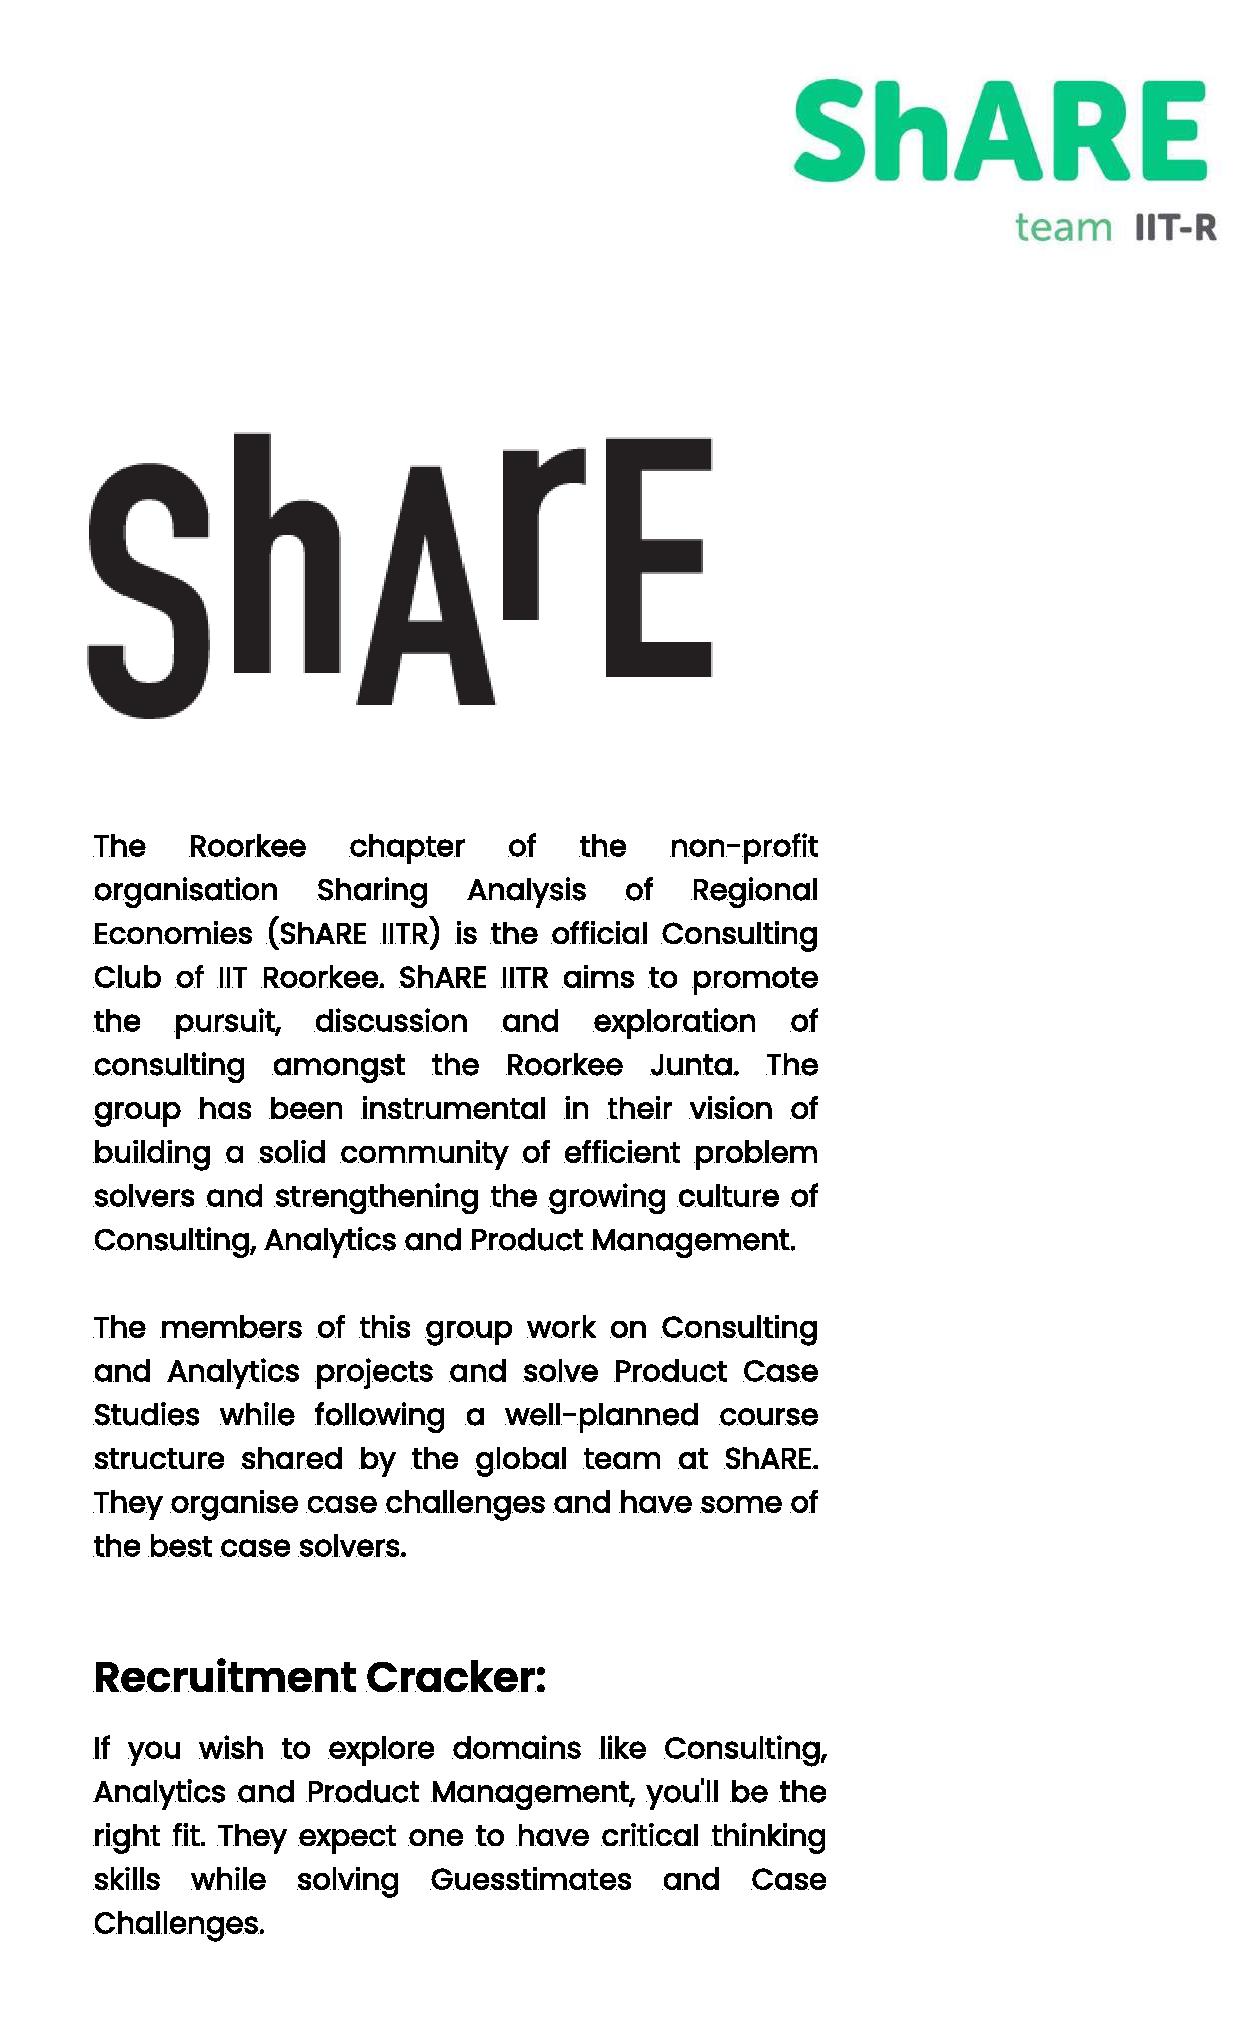 ShARE
team IIT-R
ShArE
The Roorkee chapter of the non-profit
organisation Sharing Analysis of Regional
Economies (ShARE IITR) is the official Consulting
Club of IIT Roorkee. ShARE IITR aims to promote
the pursuit, discussion and exploration of
consulting amongst the Roorkee Junta. The
group has been instrumental in their vision of
building a solid community of efficient problem
solvers and strengthening the growing culture of
Consulting, Analytics and Product Management.
The members of this group work on Consulting
and Analytics projects and solve Product Case
Studies while following a well-planned course
structure shared by the global team at ShARE.
They organise case challenges and have some of
the best case solvers.
Recruitment Cracker:
If you wish to explore domains like Consulting,
Analytics and Product Management, you'll be the
right fit. They expect one to have critical thinking
skills while solving Guesstimates and Case
Challenges.